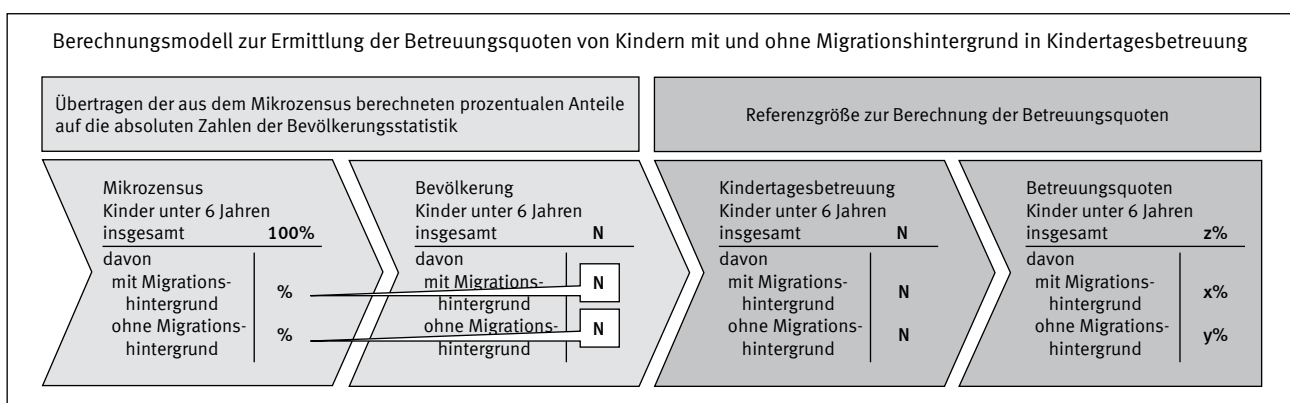 Berechnungsmodell zur Ermittlung der Betreuungsquoten von Kindern mit und ohne Migrationshintergrund in Kindertagesbetreuung
Übertragen der aus dem Mikrozensus berechneten prozentualen Anteile
auf die absoluten Zahlen der Bevölkerungsstatistik
Referenzgröße zur Berechnung der Betreuungsquoten
Mikrozensus
Kinder unter 6 Jahren
insgesamt 100%
davon
mit Migrations-
hintergrund %
ohne Migrations-
hintergrund %
Bevölkerung
Kinder unter 6 Jahren
insgesamt N
davon
mit Migrations-
hintergrund N
ohne Migrations-
hintergrund N
Kindertagesbetreuung
Kinder unter 6 Jahren
insgesamt N
davon
mit Migrations-
hintergrund N
ohne Migrations-
hintergrund N
Betreuungsquoten
Kinder unter 6 Jahren
insgesamt z%
davon
mit Migrations-
hintergrund x%
ohne Migrations-
hintergrund y%